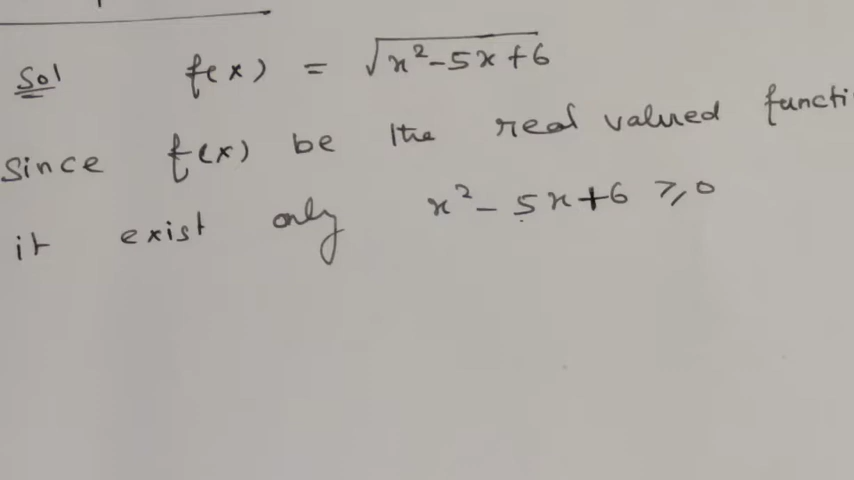 Sol f(x) = √x²-5x+6
Since f(x) be the real valued functi
it exist only x²-5x+6 ≥0